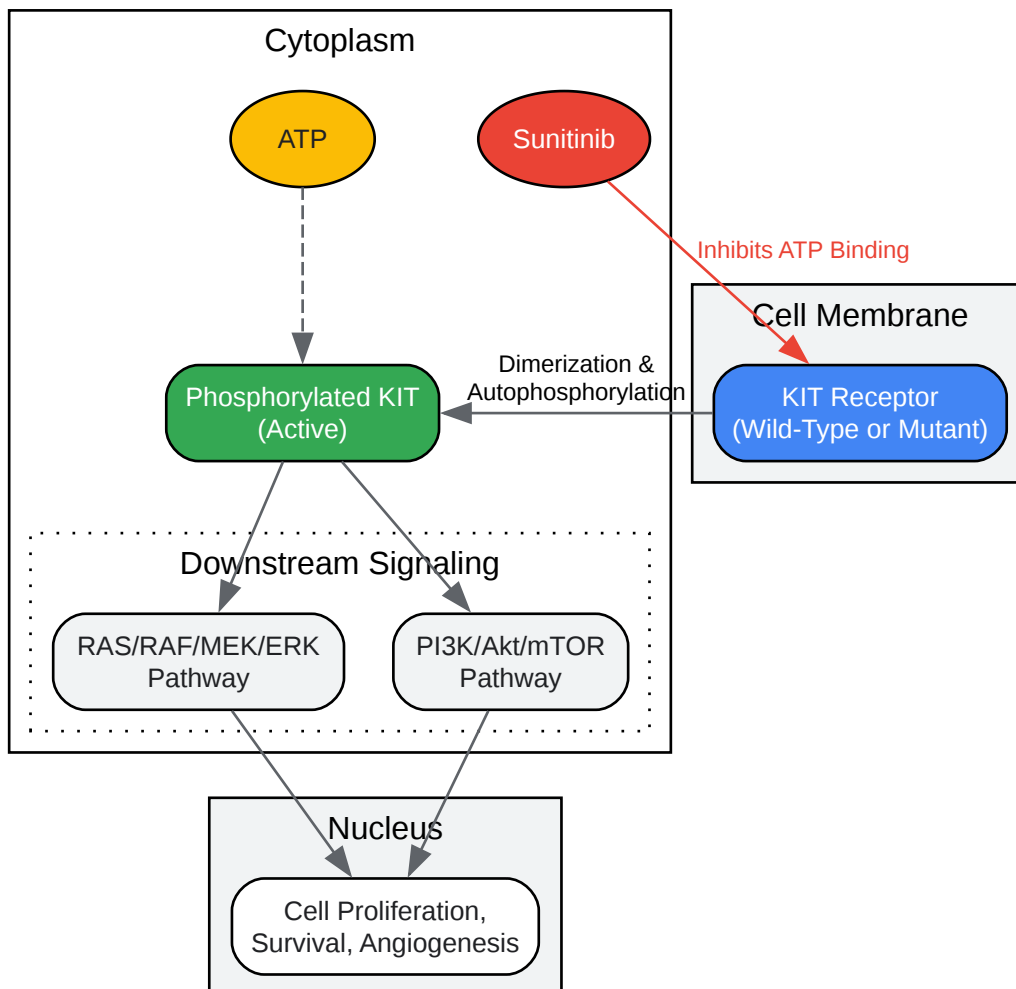 Cytoplasm
ATP
Sunitinib
Inhibits ATP Binding
Cell Membrane
Dimerization &
Autophosphorylation
Phosphorylated KIT
(Active)
KIT Receptor
(Wild-Type or Mutant)
Downstream Signaling
RAS/RAF/MEK/ERK
Pathway
PI3K/Akt/mTOR
Pathway
Nucleus
Cell Proliferation,
Survival, Angiogenesis